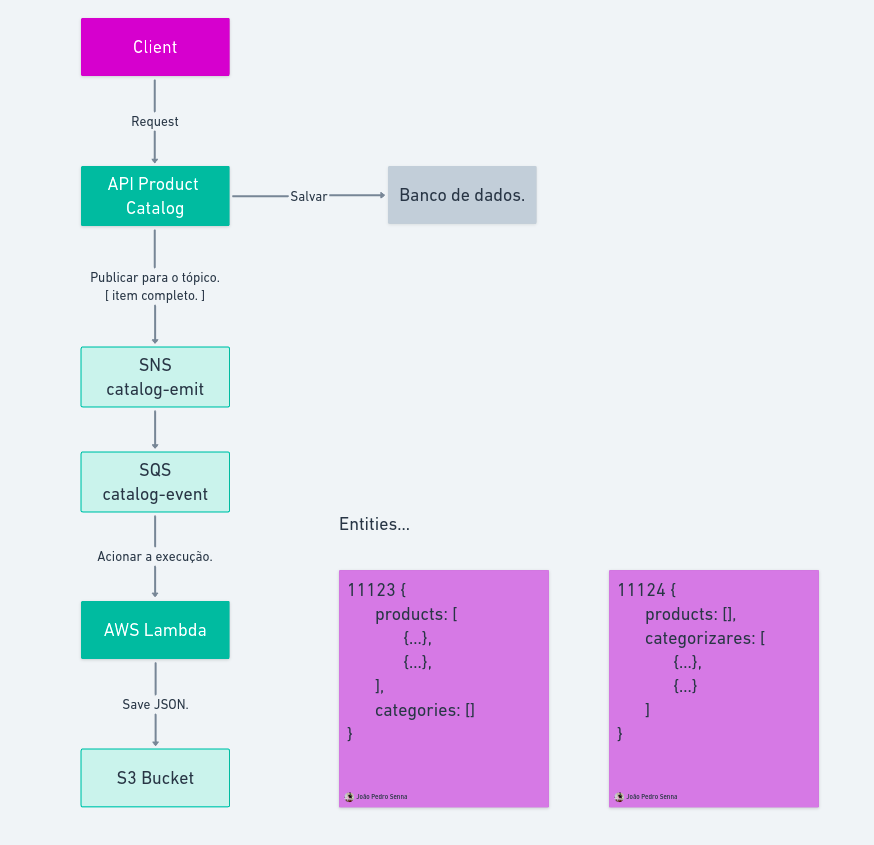 Client
Request
API Product
Catalog
Salvar
Banco de dados.
Publicar para o tópico.
[ item completo. ]
SNS
catalog-emit
SQS
catalog-event
Acionar a execução.
AWS Lambda
Save JSON.
S3 Bucket
Entities...
11123 {
products: [
{...},
{...},
],
categories: []
}
João Pedro Senna
11124 {
products: [],
categorizares: [
{...},
{...}
]
}
João Pedro Senna